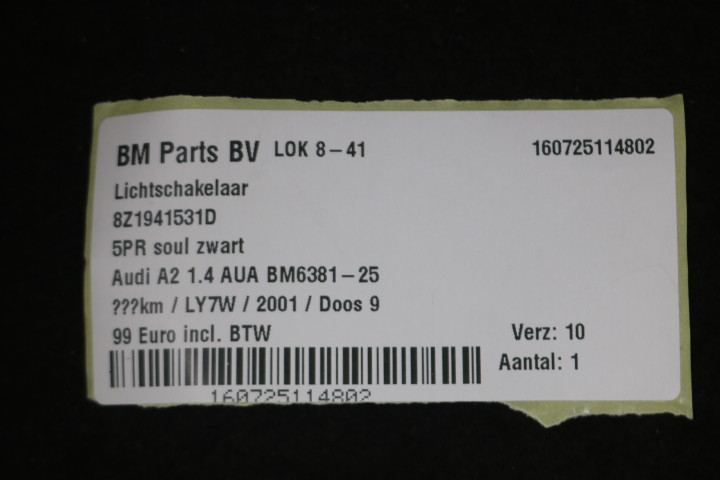 BM Parts BV LOK 8-41 160725114802
Lichtschakelaar
8Z1941531D
5PR soul zwart
Audi A2 1.4 AUA BM6381-25
???km / LY7W / 2001 / Doos 9
99 Euro incl. BTW Verz: 10
Aantal: 1
160725114802